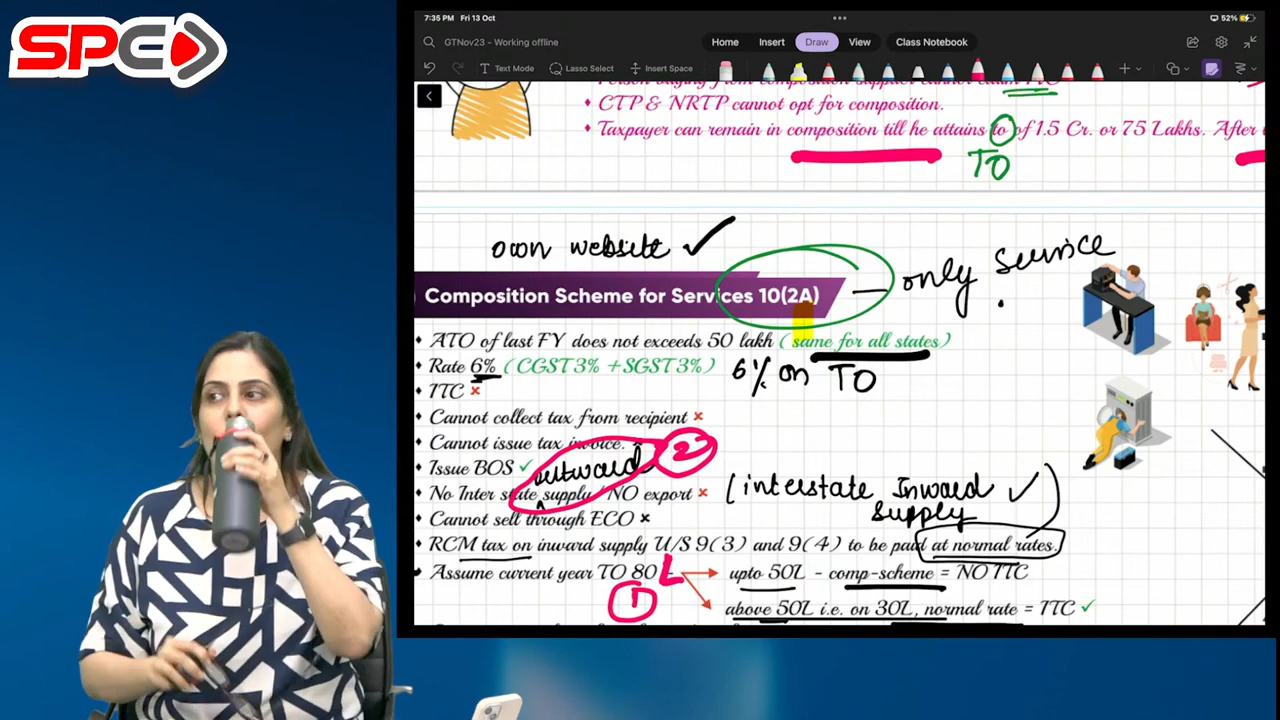 SPC
7:35 PM Fri 13 Oct
52%
GTNov23 - Working offline
Home Insert Draw View Class Notebook
Text Mode Lasso Select Insert Space
CTP & NRTP cannot opt for composition.
Taxpayer can remain in composition till he attains to of 1.5 Cr. or 75 Lakhs. After
TO
own website ✓
Composition Scheme for Services 10(2A) — only service
ATO of last FY does not exceeds 50 lakh (same for all states)
Rate 6% (CGST3% +SGST3%) 6% on TO
ITC ×
Cannot collect tax from recipient ×
Cannot issue tax invoice. ×
2
Issue BOS ✓ outward
No Inter state supply / NO export × (interstate Inward ✓)
supply
Cannot sell through ECO ×
RCM tax on inward supply U/S 9(3) and 9(4) to be paid at normal rates.
Assume current year TO 80 L upto 50L - comp-scheme = NO ITC
1
above 50L i.e. on 30L, normal rate = ITC ✓